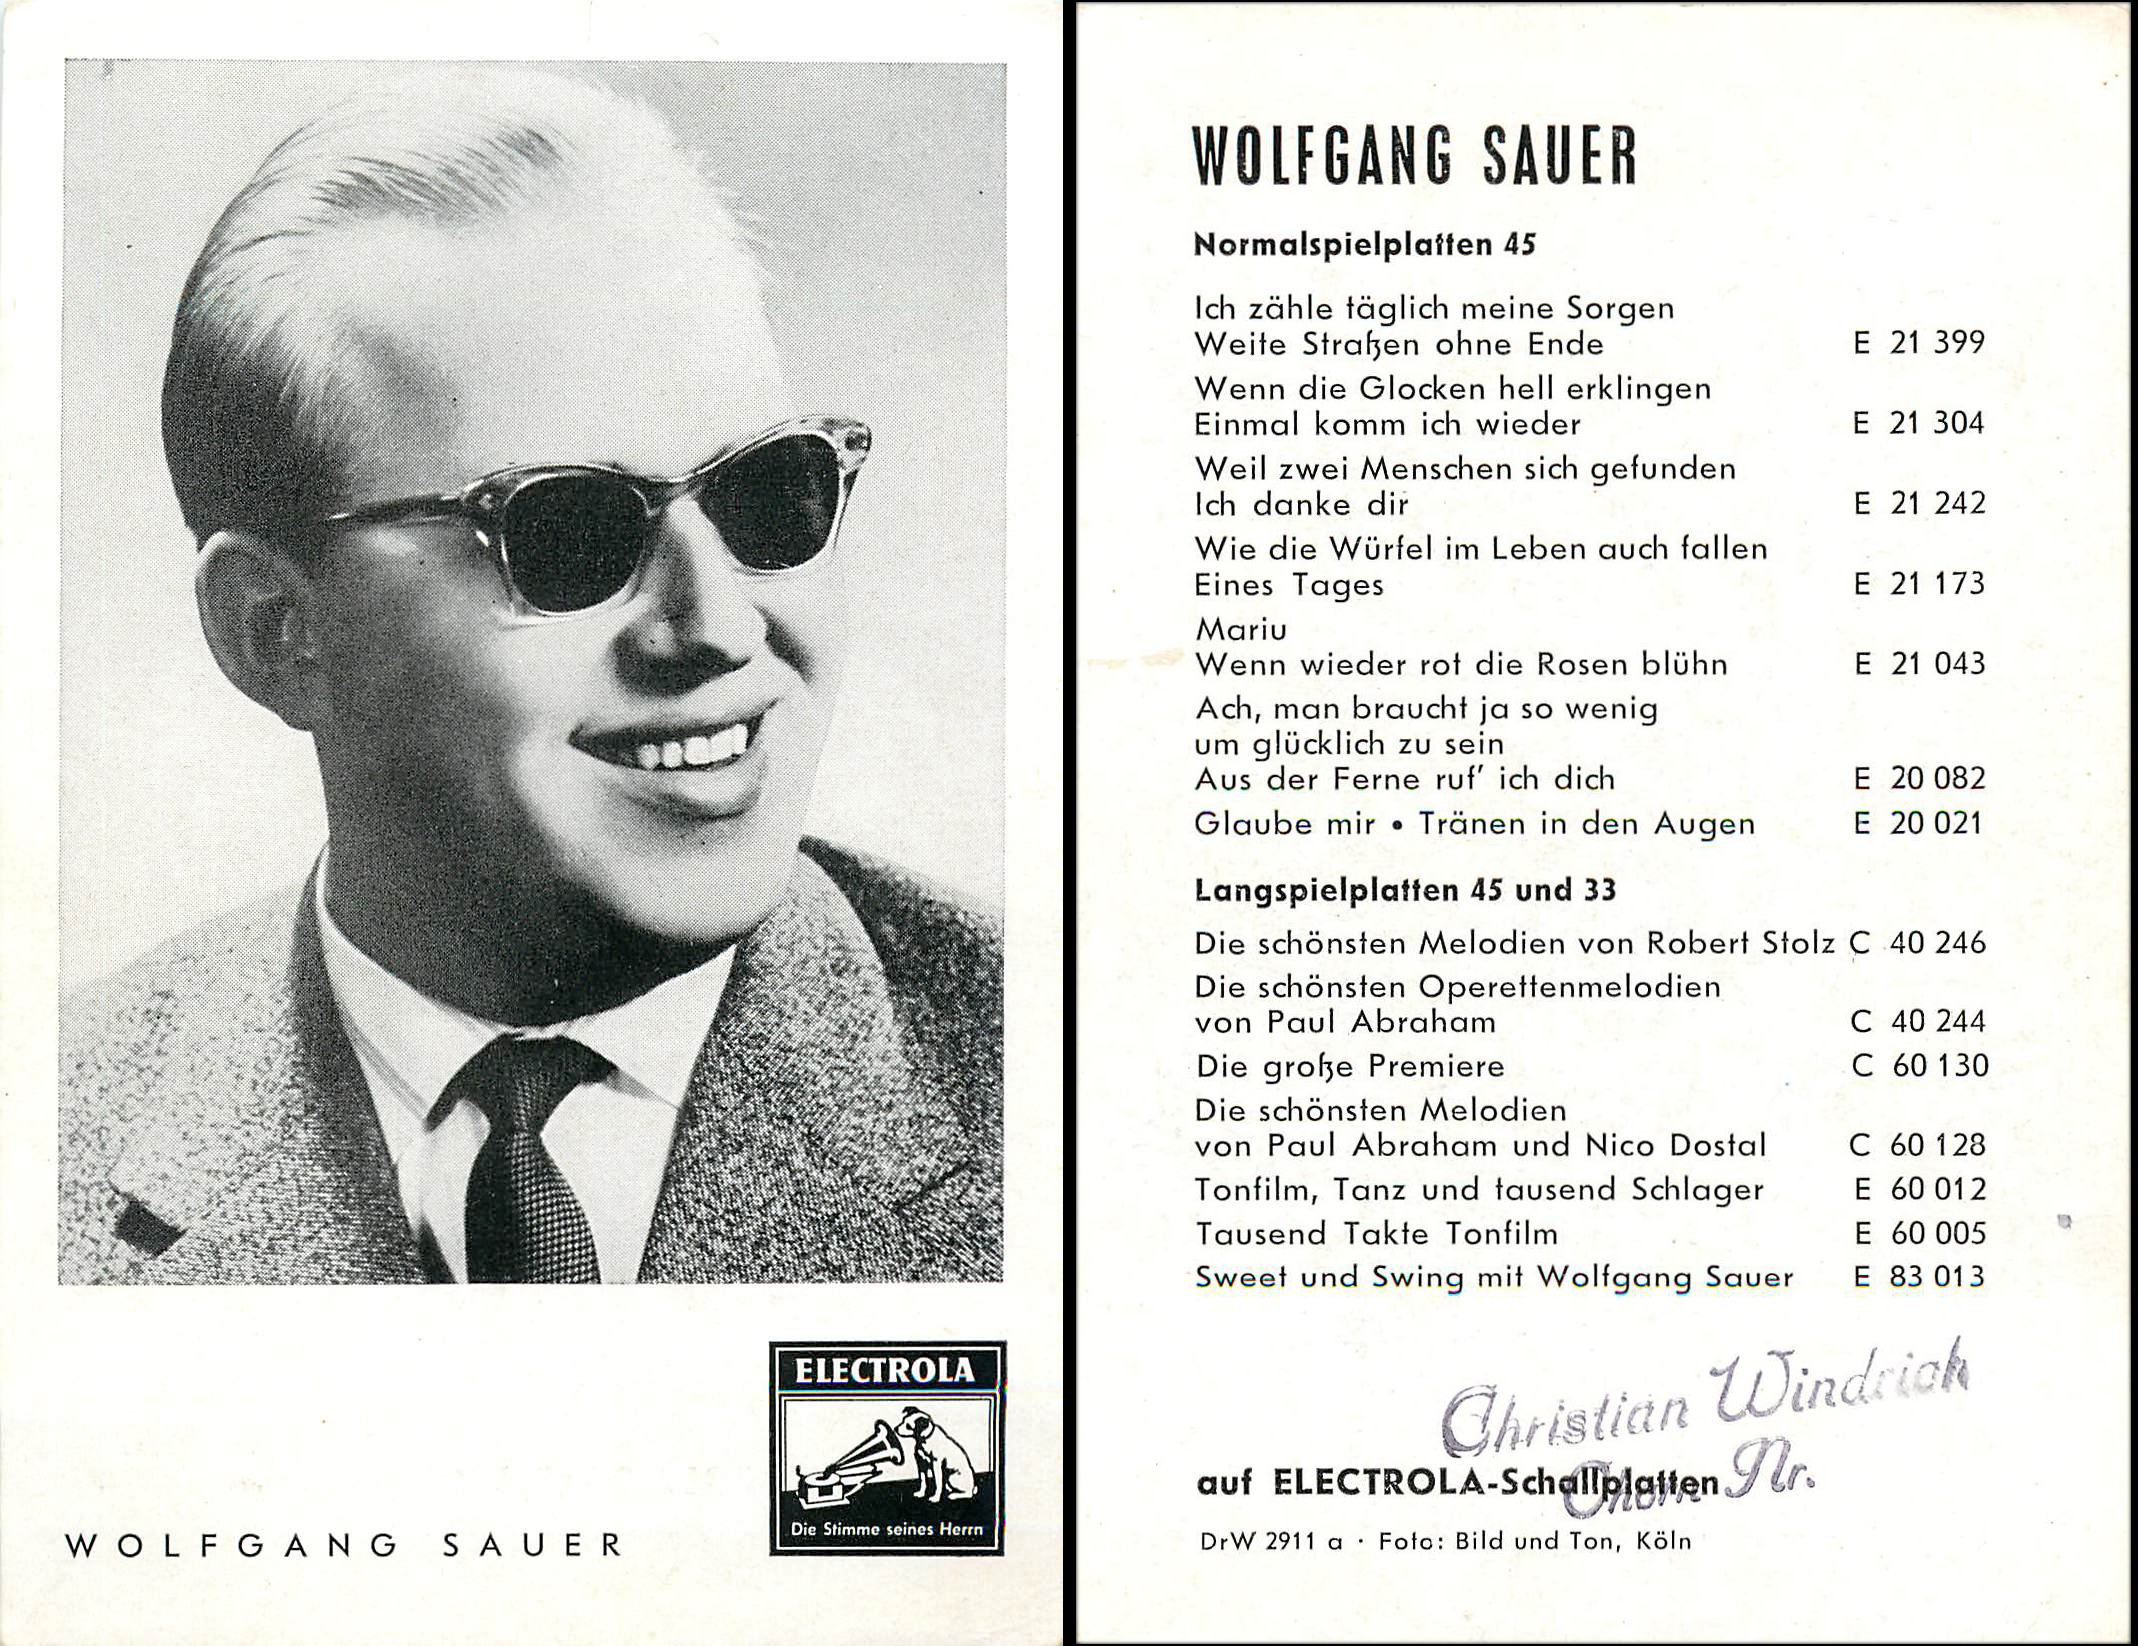 ELECTROLA
Die Stimme seines Herrn
WOLFGANG SAUER
WOLFGANG SAUER
Normalspielplatten 45
Ich zähle täglich meine Sorgen
Weite Straßen ohne Ende E 21 399
Wenn die Glocken hell erklingen
Einmal komm ich wieder E 21 304
Weil zwei Menschen sich gefunden
Ich danke dir E 21 242
Wie die Würfel im Leben auch fallen
Eines Tages E 21 173
Mariu
Wenn wieder rot die Rosen blühn E 21 043
Ach, man braucht ja so wenig
um glücklich zu sein
Aus der Ferne ruf' ich dich E 20 082
Glaube mir • Tränen in den Augen E 20 021
Langspielplatten 45 und 33
Die schönsten Melodien von Robert Stolz C 40 246
Die schönsten Operettenmelodien
von Paul Abraham C 40 244
Die große Premiere C 60 130
Die schönsten Melodien
von Paul Abraham und Nico Dostal C 60 128
Tonfilm, Tanz und tausend Schlager E 60 012
Tausend Takte Tonfilm E 60 005
Sweet und Swing mit Wolfgang Sauer E 83 013
Christian Windrich
Nr.
auf ELECTROLA-Schallplatten
DrW 2911 a · Foto: Bild und Ton, Köln